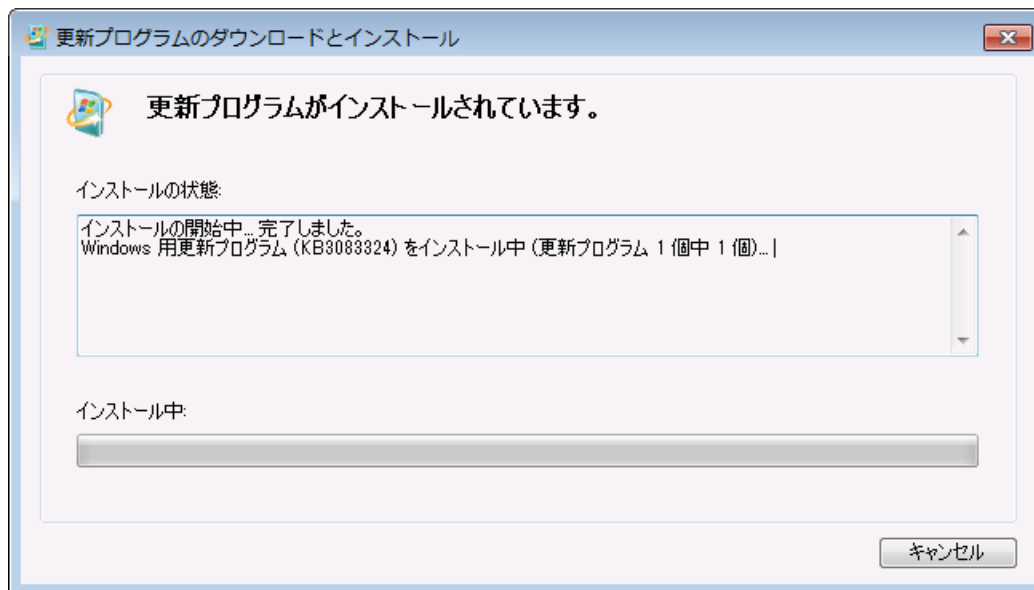 更新プログラムのダウンロードとインストール
更新プログラムがインストールされています。
インストールの状態:
インストールの開始中... 完了しました。
Windows 用更新プログラム (KB3083324) をインストール中 (更新プログラム 1 個中 1 個)...
インストール中:
キャンセル